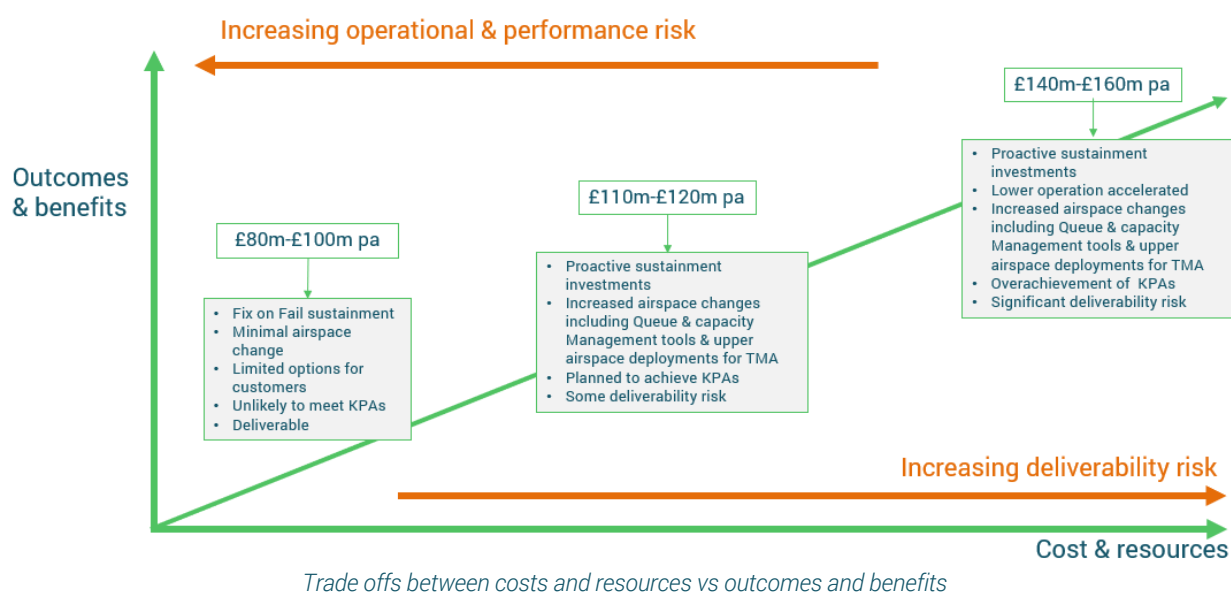 Increasing operational & performance risk
£140m-£160m pa
• Proactive sustainment
investments
• Lower operation accelerated
• Increased airspace changes
including Queue & capacity
Management tools & upper
airspace deployments for TMA
• Overachievement of KPAs
• Significant deliverability risk
Outcomes
& benefits
£110m-£120m pa
• Proactive sustainment
investments
• Increased airspace changes
including Queue & capacity
Management tools & upper
airspace deployments for TMA
• Planned to achieve KPAs
• Some deliverability risk
£80m-£100m pa
• Fix on Fail sustainment
• Minimal airspace
change
• Limited options for
customers
• Unlikely to meet KPAs
• Deliverable
Increasing deliverability risk
Cost & resources
Trade offs between costs and resources vs outcomes and benefits